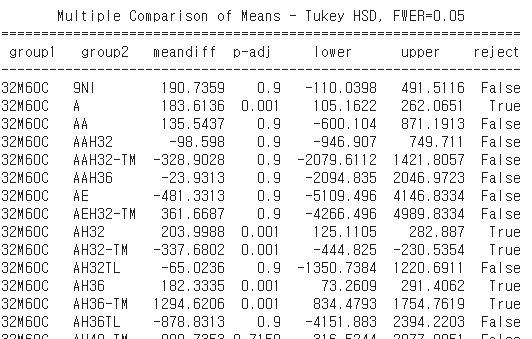 Multiple Comparison of Means - Tukey HSD, FWER=0.05
group1 group2 meandiff p-adj lower upper reject
32M60C 9NI 190.7359 0.9 -110.0398 491.5116 False
32M60C A 183.6136 0.001 105.1622 262.0651 True
32M60C AA 135.5437 0.9 -600.104 871.1913 False
32M60C AAH32 -98.598 0.9 -946.907 749.711 False
32M60C AAH32-TM -328.9028 0.9 -2079.6112 1421.8057 False
32M60C AAH36 -23.9313 0.9 -2094.835 2046.9723 False
32M60C AE -481.3313 0.9 -5109.496 4146.8334 False
32M60C AEH32-TM 361.6687 0.9 -4266.496 4989.8334 False
32M60C AH32 203.9988 0.001 125.1105 282.887 True
32M60C AH32-TM -337.6802 0.001 -444.825 -230.5354 True
32M60C AH32TL -65.0236 0.9 -1350.7384 1220.6911 False
32M60C AH36 182.3335 0.001 73.2609 291.4062 True
32M60C AH36-TM 1294.6206 0.001 834.4793 1754.7619 True
32M60C AH36TL -878.8313 0.9 -4151.883 2394.2203 False
32M60C False